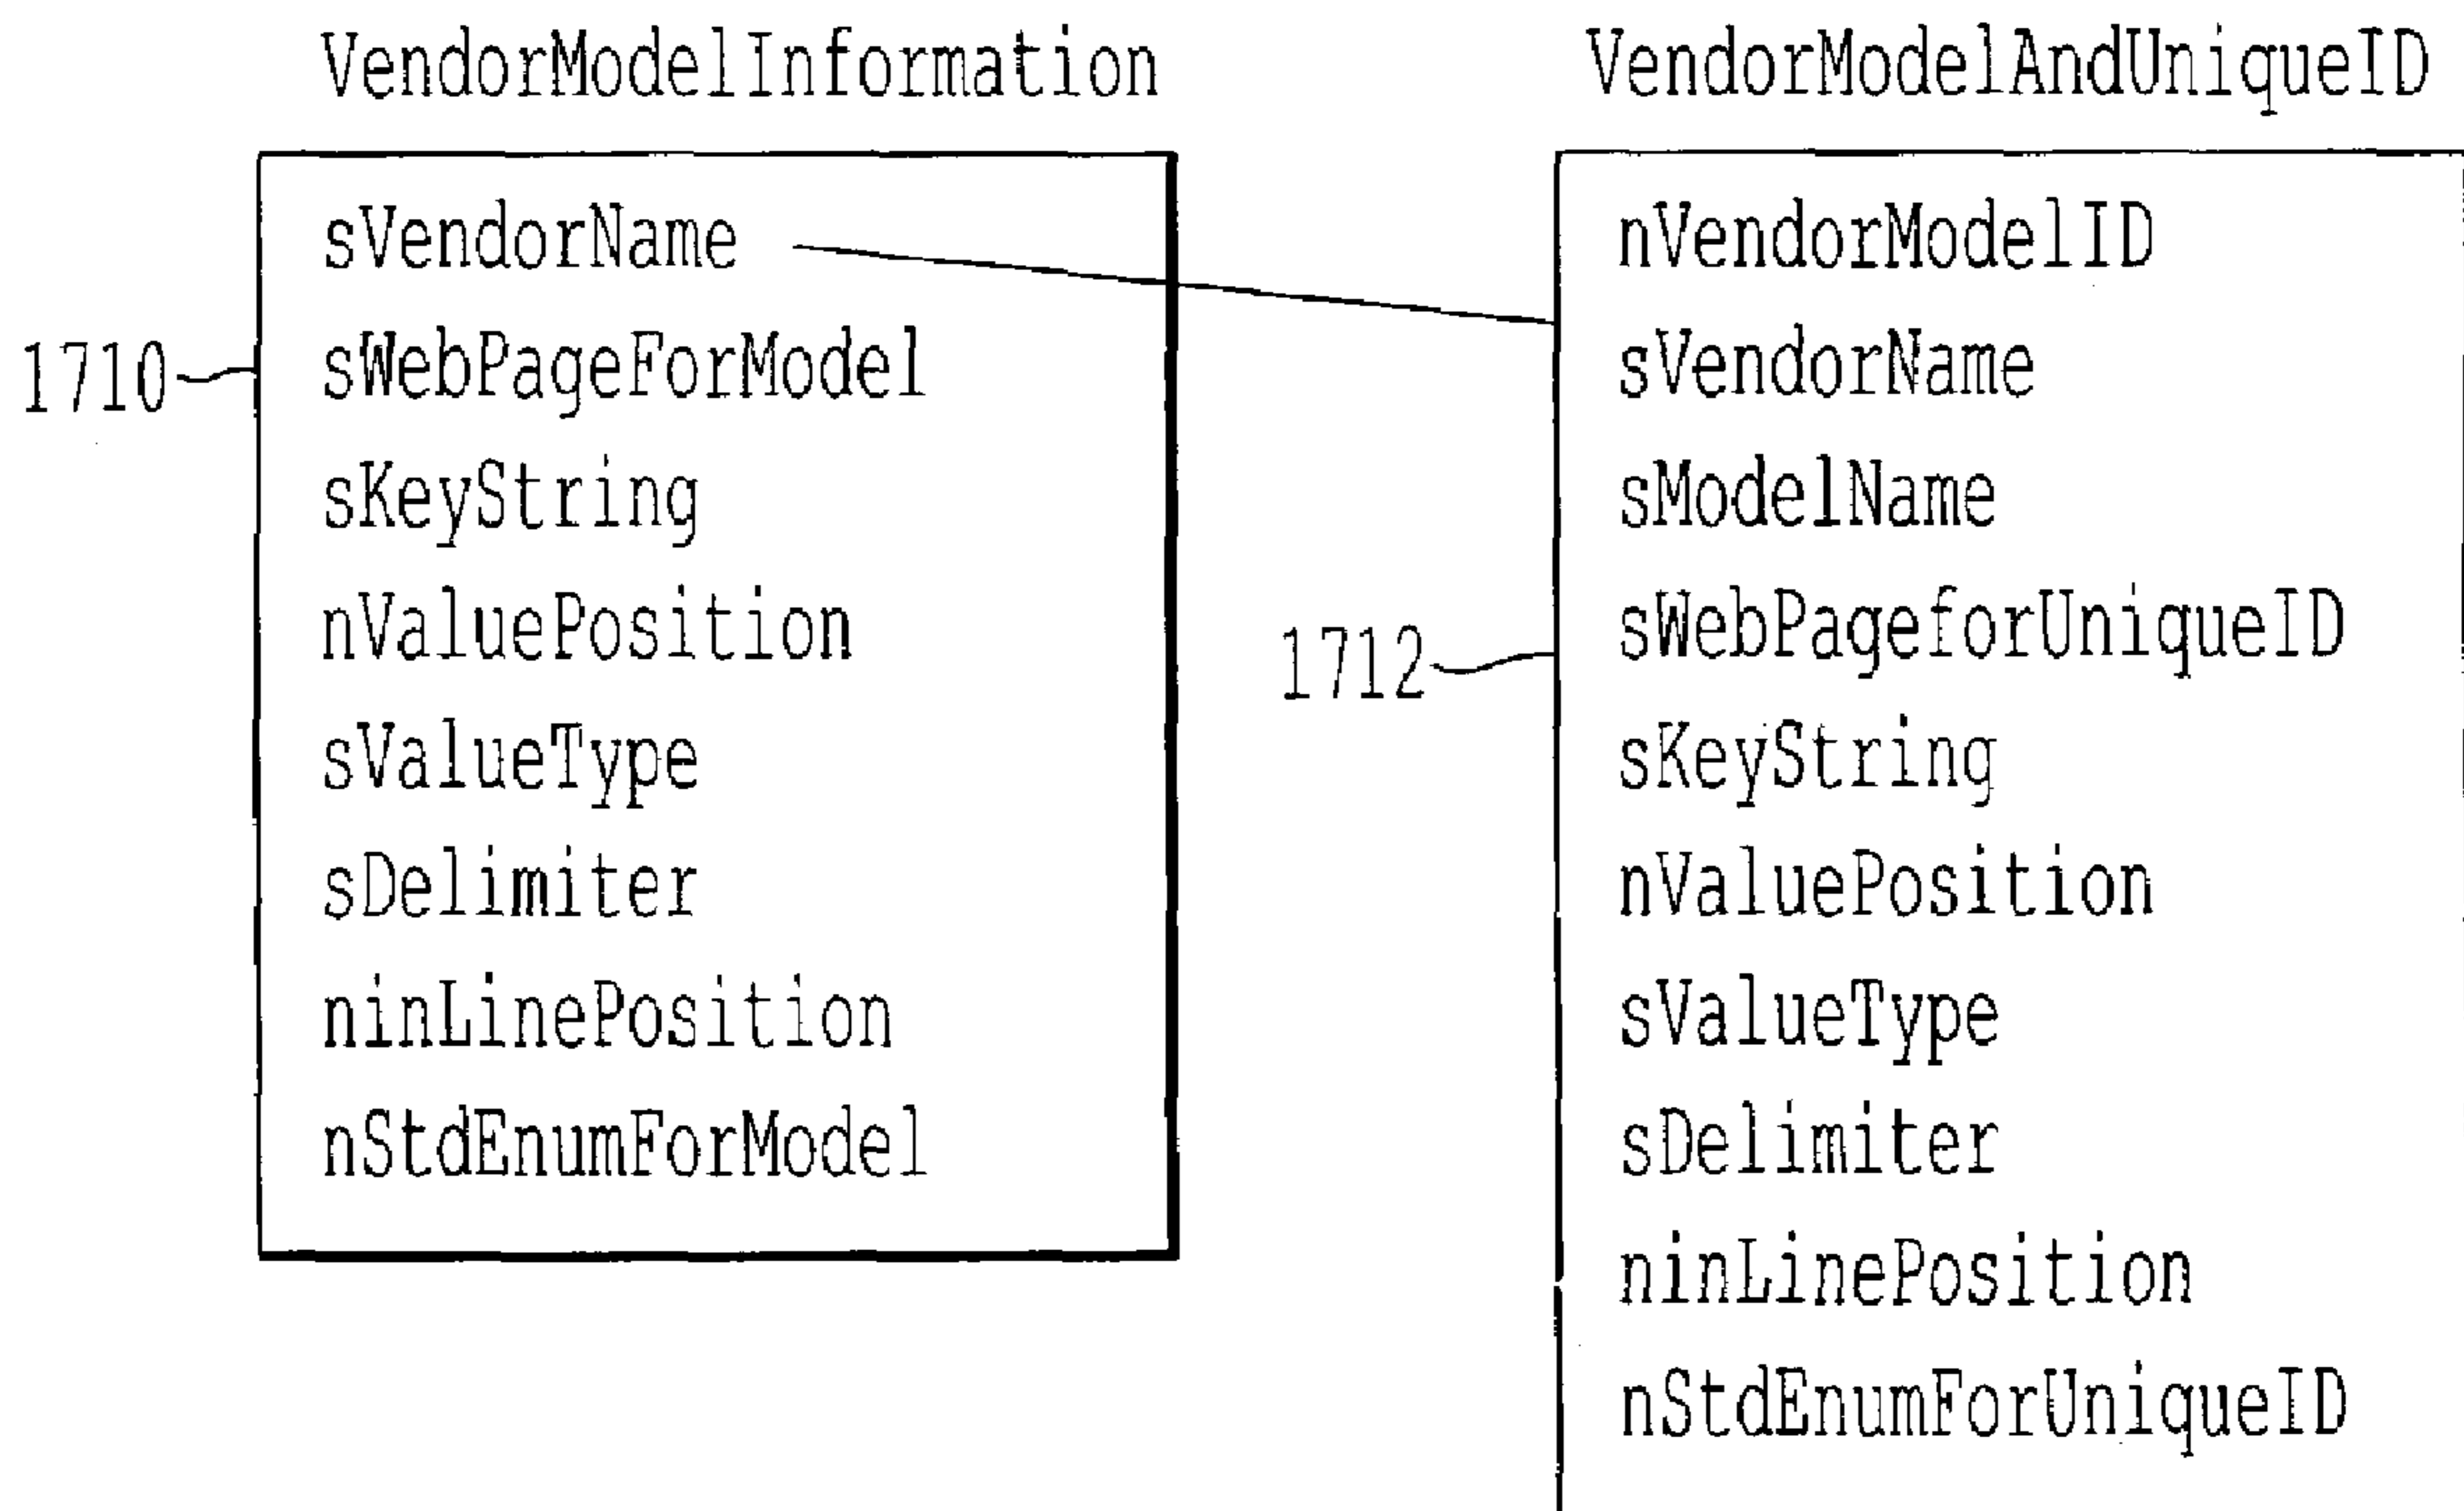 VendorModelInformation
sVendorName
sWebPageForModel
sKeyString
nValuePosition
sValueType
sDelimiter
ninLinePosition
nStdEnumForModel
1710
VendorModelAndUniqueID
nVendorModelID
sVendorName
sModelName
sWebPageforUniqueID
sKeyString
nValuePosition
sValueType
sDelimiter
ninLinePosition
nStdEnumForUniqueID
1712